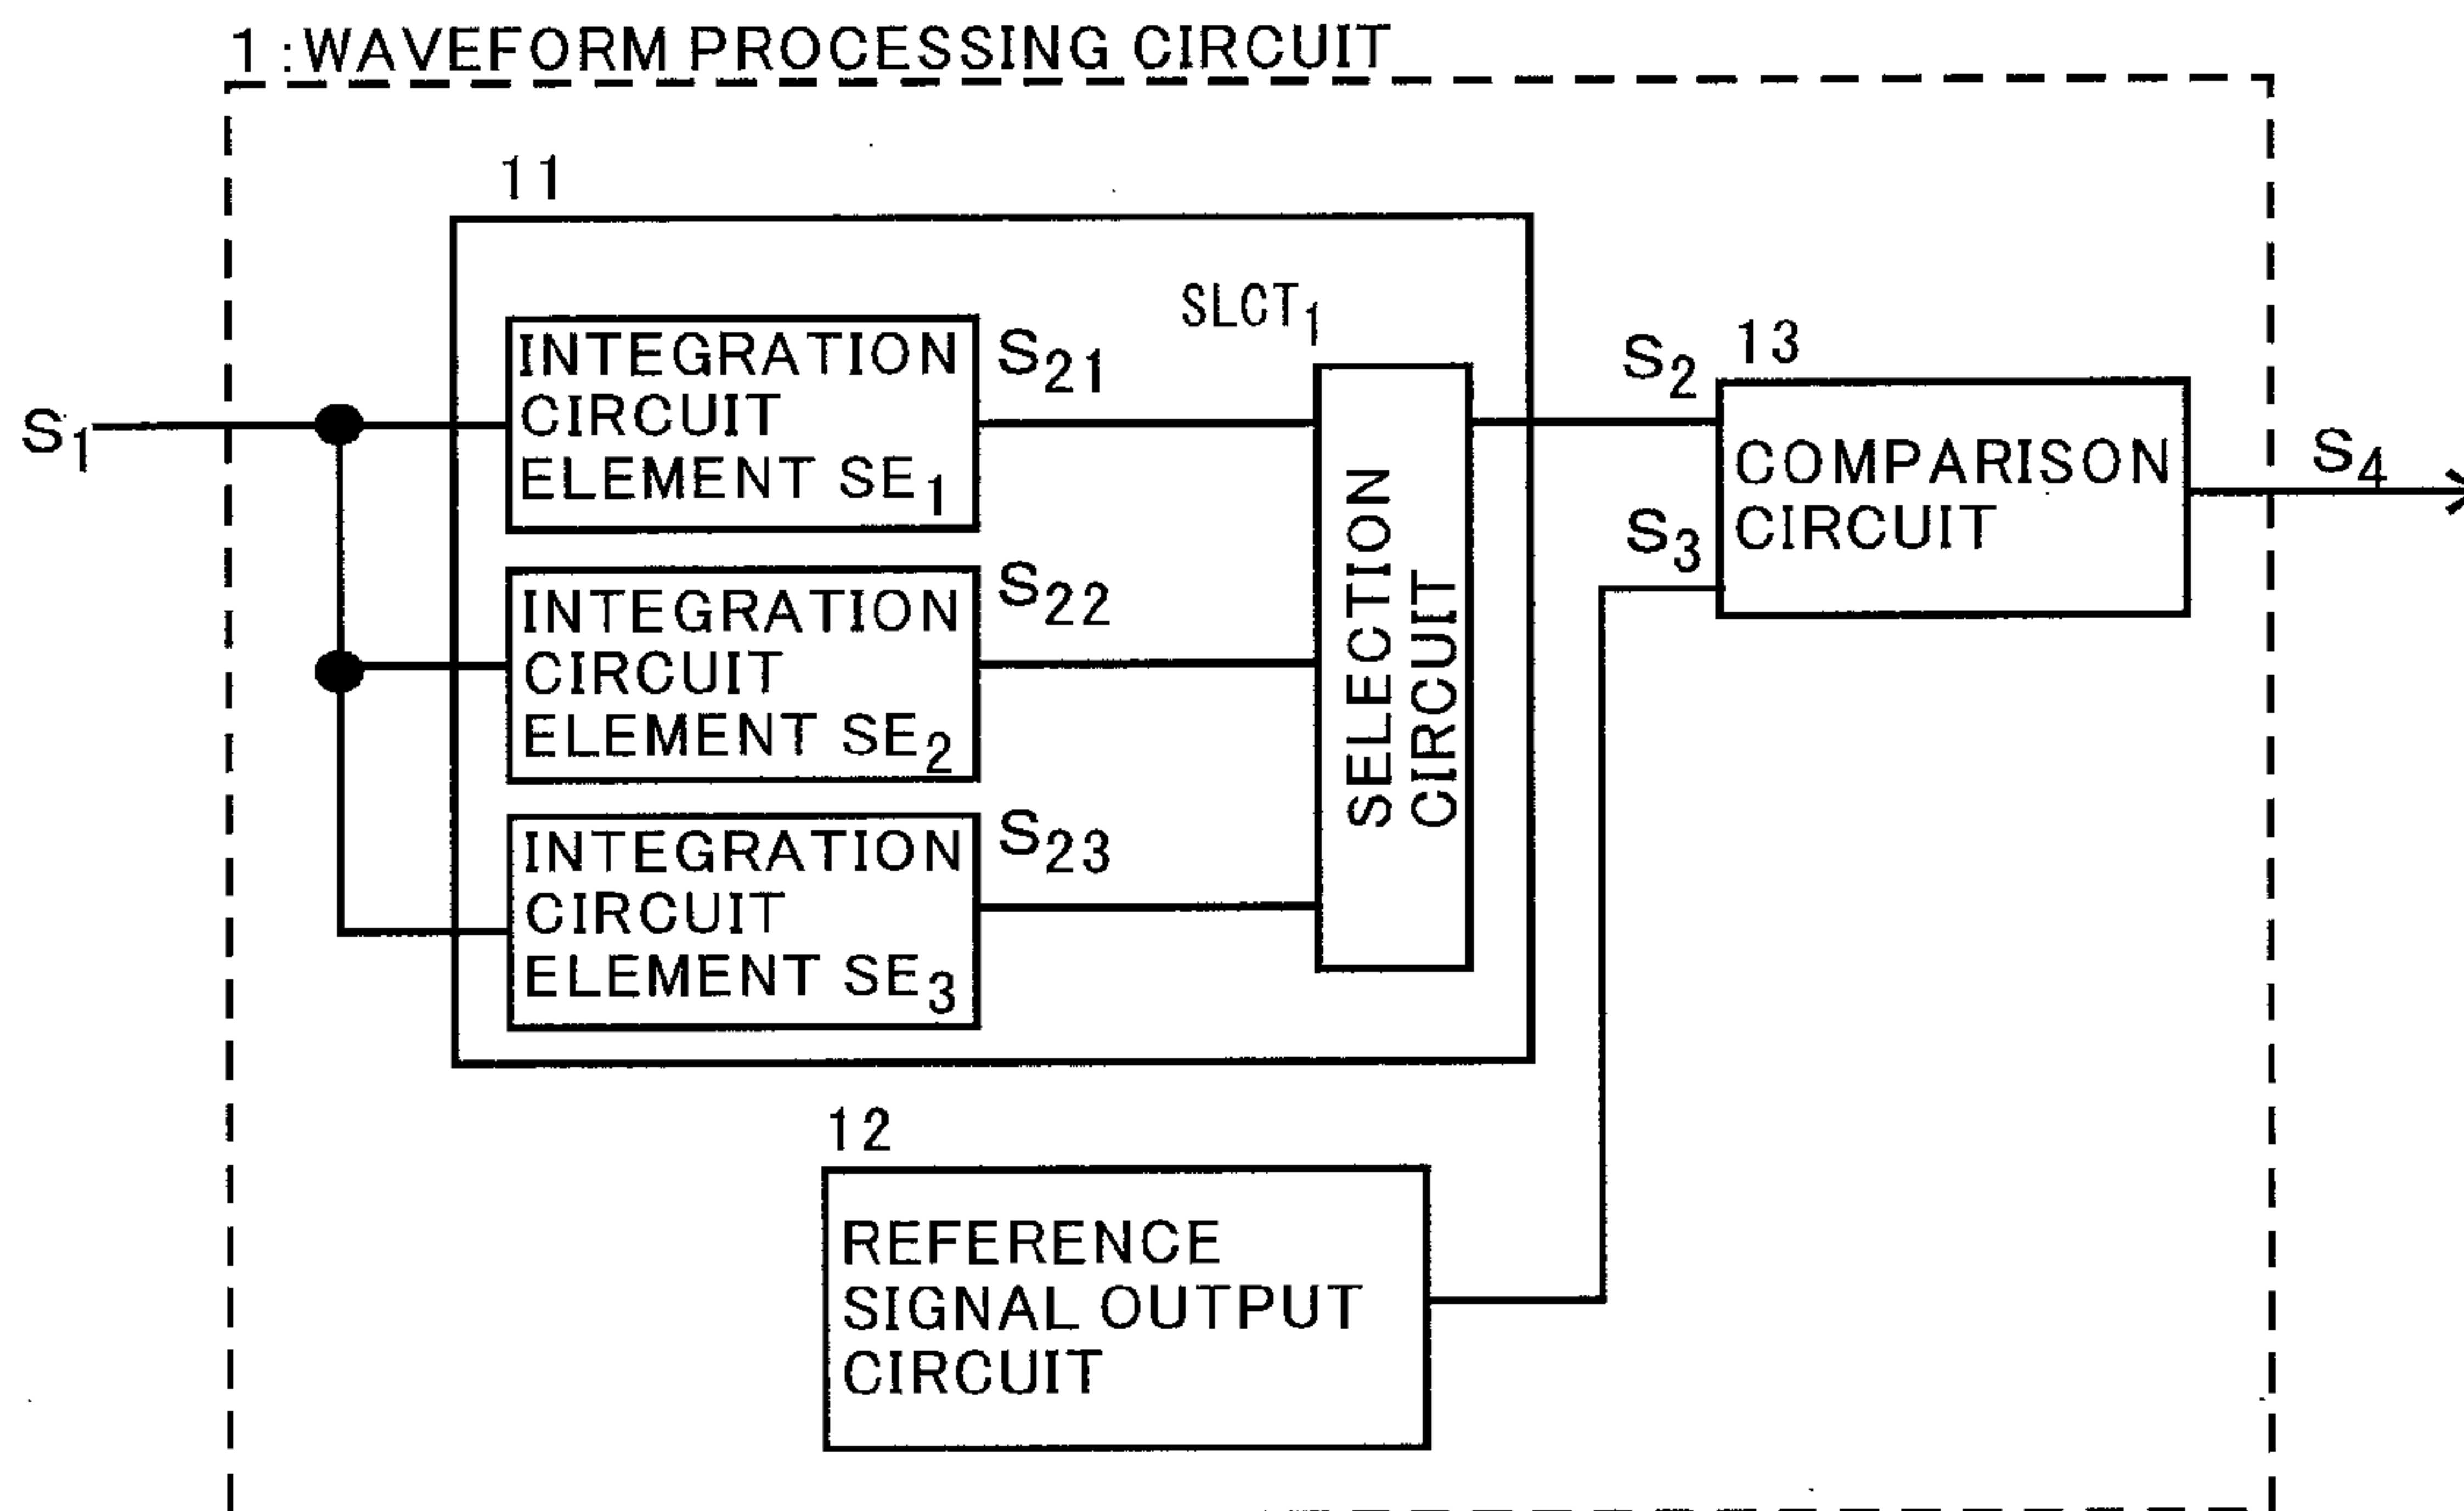 1:WAVEFORM PROCESSING CIRCUIT
11
SLCT₁
S₁
INTEGRATION
CIRCUIT
ELEMENT SE₁
S₂₁
INTEGRATION
CIRCUIT
ELEMENT SE₂
S₂₂
INTEGRATION
CIRCUIT
ELEMENT SE₃
S₂₃
SELECTION
CIRCUIT
S₂
S₃
13
COMPARISON
CIRCUIT
S₄
12
REFERENCE
SIGNAL OUTPUT
CIRCUIT